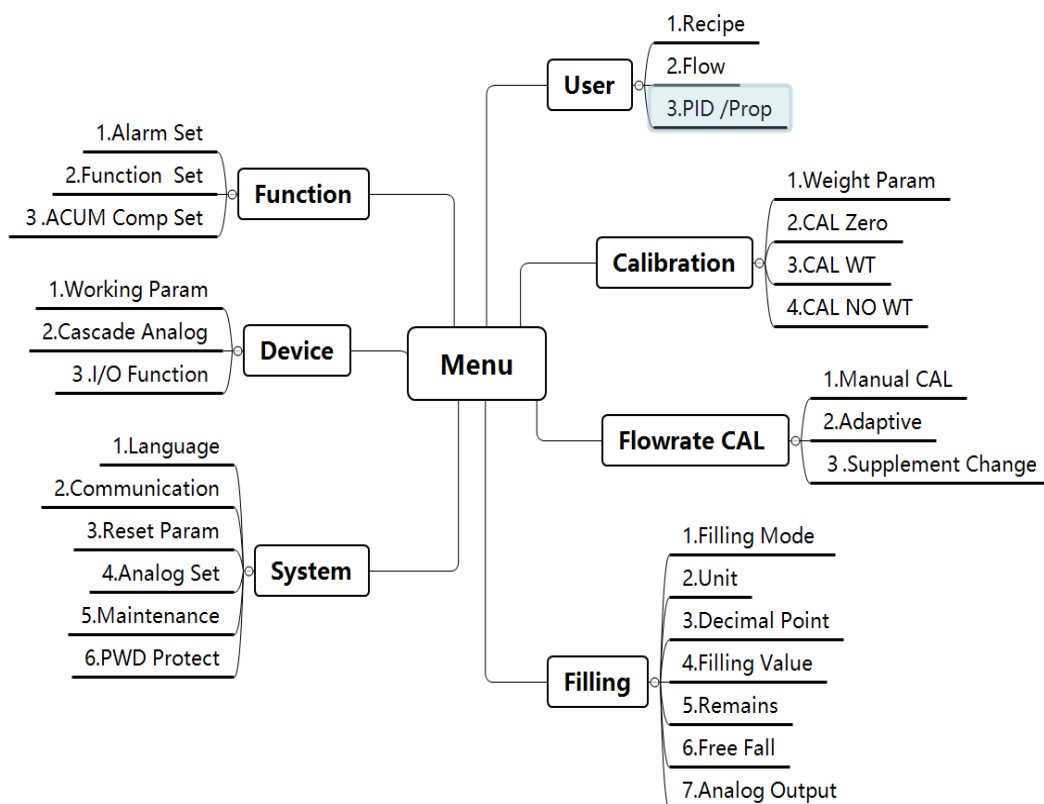 Menu
User
1.Recipe
2.Flow
3.PID /Prop
Calibration
1.Weight Param
2.CAL Zero
3.CAL WT
4.CAL NO WT
Flowrate CAL
1.Manual CAL
2.Adaptive
3 .Supplement Change
Filling
1.Filling Mode
2.Unit
3.Decimal Point
4.Filling Value
5.Remains
6.Free Fall
7.Analog Output
Function
1.Alarm Set
2.Function  Set
3 .ACUM Comp Set
Device
1.Working Param
2.Cascade Analog
3 .I/O Function
System
1.Language
2.Communication
3.Reset Param
4.Analog Set
5.Maintenance
6.PWD Protect